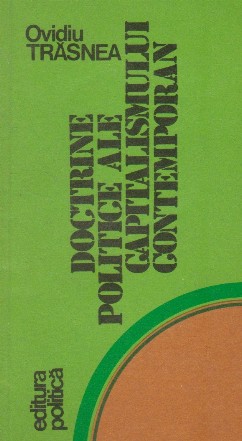 Ovidiu
TRĂSNEA
DOCTRINE
POLITICE ALE
CAPITALISMULUI
CONTEMPORAN
editura
politică